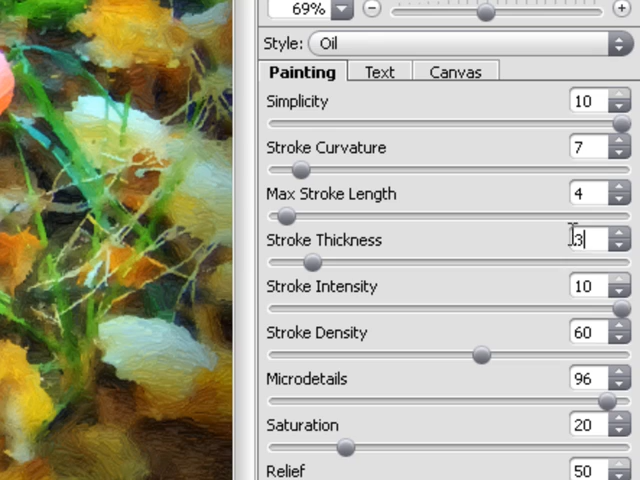 69%
Style: Oil
Painting Text Canvas
Simplicity 10
Stroke Curvature 7
Max Stroke Length 4
Stroke Thickness 3
Stroke Intensity 10
Stroke Density 60
Microdetails 96
Saturation 20
Relief 50